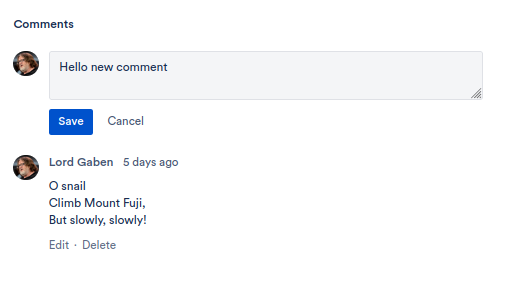 Comments
Hello new comment
Save Cancel
Lord Gaben 5 days ago
O snail
Climb Mount Fuji,
But slowly, slowly!
Edit · Delete